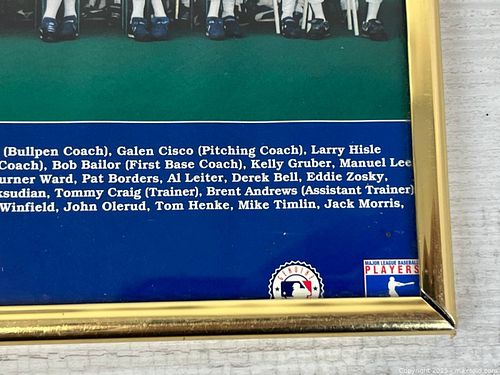 (Bullpen Coach), Galen Cisco (Pitching Coach), Larry Hisle
Coach), Bob Bailor (First Base Coach), Kelly Gruber, Manuel Lee
urner Ward, Pat Borders, Al Leiter, Derek Bell, Eddie Zosky,
ksudian, Tommy Craig (Trainer), Brent Andrews (Assistant Trainer)
Winfield, John Olerud, Tom Henke, Mike Timlin, Jack Morris,
GENUINE
MAJOR LEAGUE BASEBALL
PLAYERS